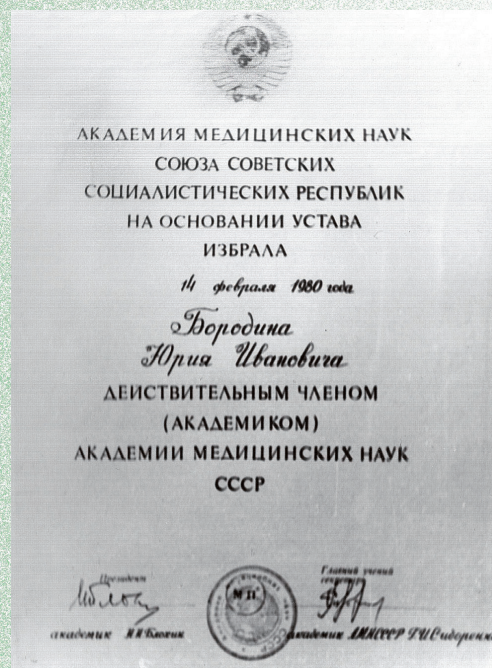 АКАДЕМИЯ МЕДИЦИНСКИХ НАУК
СОЮЗА СОВЕТСКИХ
СОЦИАЛИСТИЧЕСКИХ РЕСПУБЛИК
НА ОСНОВАНИИ УСТАВА
ИЗБРАЛА
14 февраля 1980 года
Бородина
Юрия Ивановича
ДЕЙСТВИТЕЛЬНЫМ ЧЛЕНОМ
(АКАДЕМИКОМ)
АКАДЕМИИ МЕДИЦИНСКИХ НАУК
СССР
Президент
Главный ученый
секретарь
академик Н.Н.Блохин
академик АМН СССР Г.И.Сидоренко